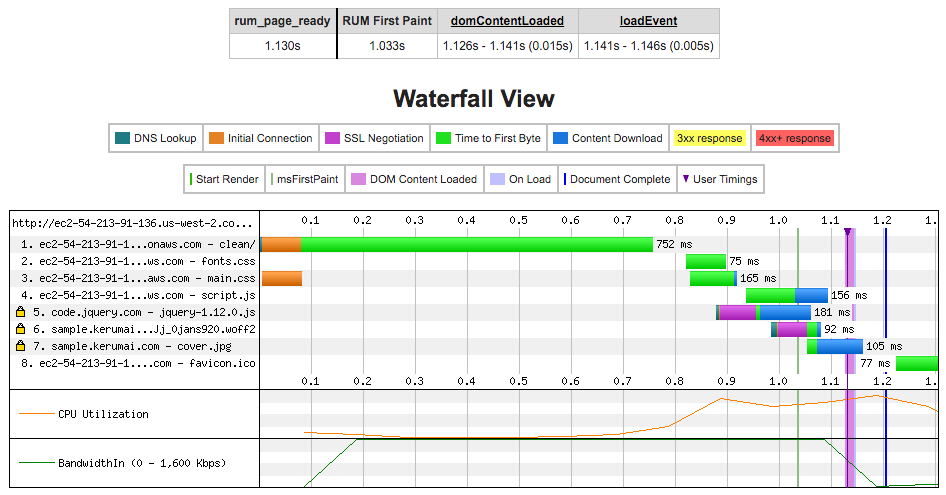 rum_page_ready RUM First Paint domContentLoaded loadEvent
1.130s 1.033s 1.126s - 1.141s (0.015s) 1.141s - 1.146s (0.005s)
Waterfall View
DNS Lookup Initial Connection SSL Negotiation Time to First Byte Content Download 3xx response 4xx+ response
Start Render msFirstPaint DOM Content Loaded On Load Document Complete User Timings
http://ec2-54-213-91-136.us-west-2.co... 0.1 0.2 0.3 0.4 0.5 0.6 0.7 0.8 0.9 1.0 1.1 1.2 1.3
1. ec2-54-213-91-1...onaws.com - clean/ 752 ms
2. ec2-54-213-91-1...ws.com - fonts.css 75 ms
3. ec2-54-213-91-1...aws.com - main.css 165 ms
4. ec2-54-213-91-1...ws.com - script.js 156 ms
5. code.jquery.com - jquery-1.12.0.js 181 ms
6. sample.kerumai...Jj_0jans920.woff2 92 ms
7. sample.kerumai.com - cover.jpg 105 ms
8. ec2-54-213-91-1....com - favicon.ico 77 ms
0.1 0.2 0.3 0.4 0.5 0.6 0.7 0.8 0.9 1.0 1.1 1.2 1.3
CPU Utilization
BandwidthIn (0 - 1,600 Kbps)